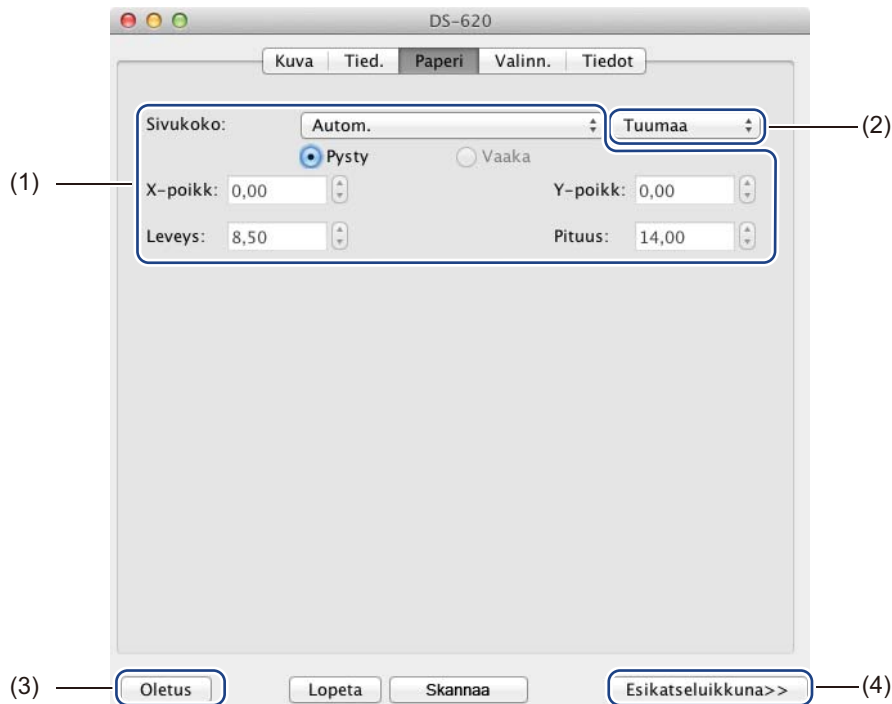 DS-620
Kuva Tied. Paperi Valinn. Tiedot
Sivukoko: Autom. Tuumaa (2)
Pysty Vaaka
(1) X-poikk: 0,00 Y-poikk: 0,00
Leveys: 8,50 Pituus: 14,00
(3) Oletus Lopeta Skannaa Esikatseluikkuna>> (4)